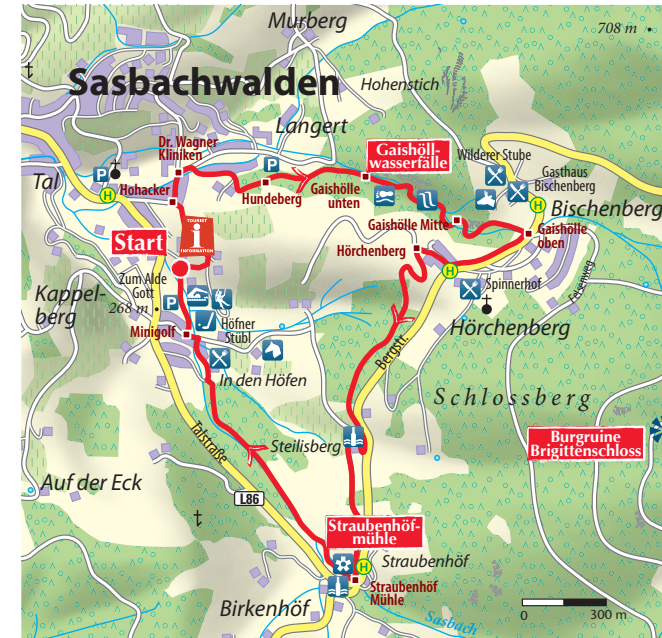 Murberg
708 m
Sasbachwalden
Hohenstich
Langert
Dr. Wagner
Kliniken
Gaishöll-
wasserfälle
Wilderer Stube
P
P
Gasthaus
Bischenberg
Tal
Hohacker
H
Hundeberg
Gaishölle
unten
H
Bischenberg
Gaishölle Mitte
Gaishölle
oben
Start
TOURIST
i
INFORMATION
Hörchenberg
H
Zum Alde
Gott
Spinnerhof
Felsenweg
Kappel-
berg
268 m
P
Höfner
Stubl
Minigolf
Hörchenberg
Bergstr.
In den Höfen
Schlossberg
Talstraße
Steilisberg
Burgruine
Brigittenschloss
Auf der Eck
L86
Straubenhöf-
mühle
H
Straubenhöf
Straubenhöf
Mühle
Birkenhöf
Sasbach
0
300 m